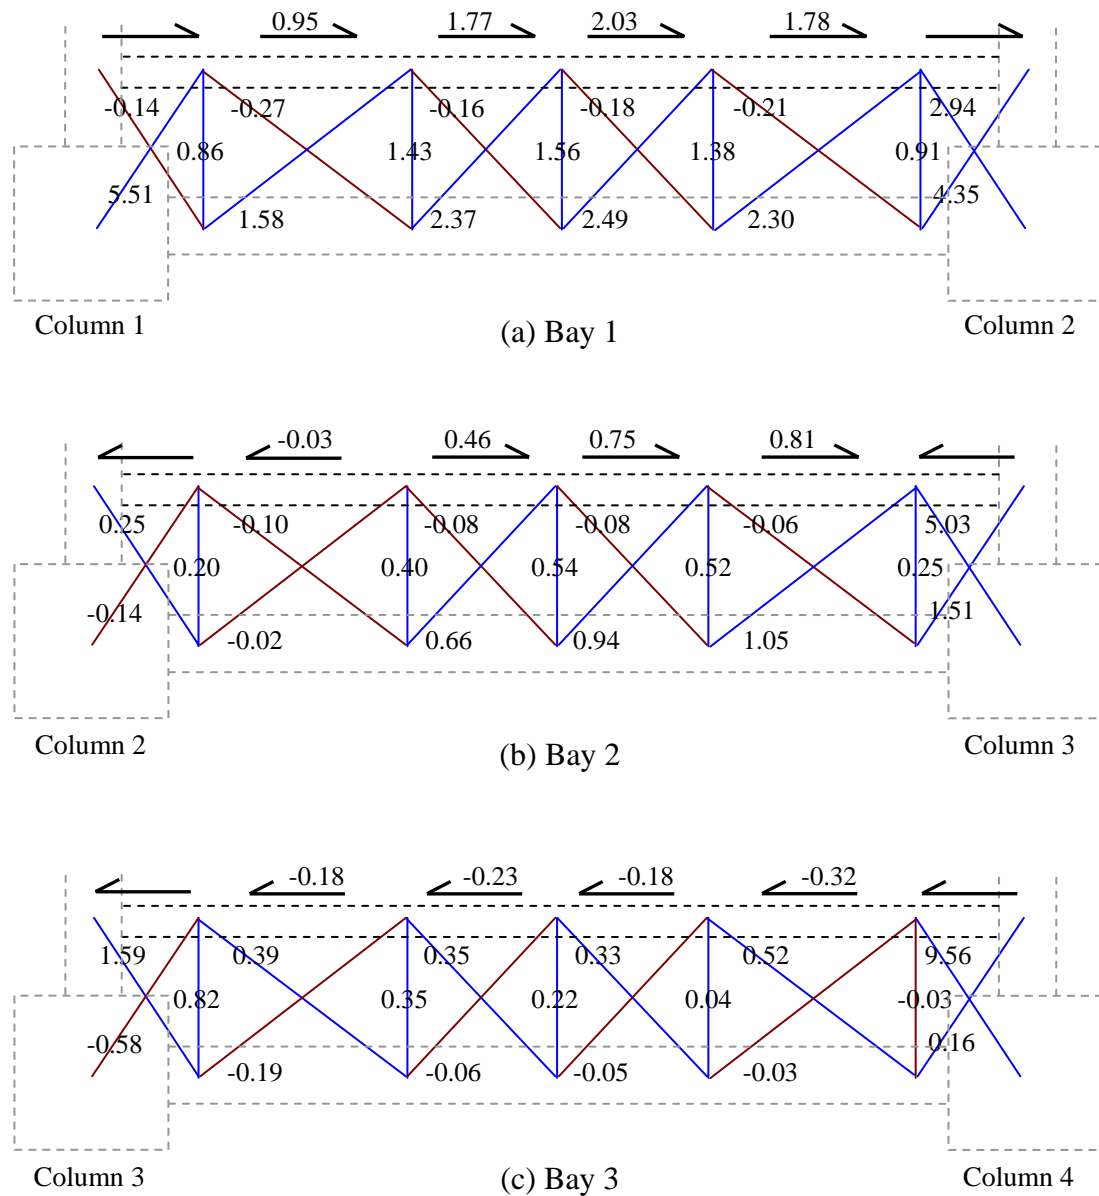 0.95 1.77 2.03 1.78
-0.14 -0.27 -0.16 -0.18 -0.21 2.94
0.86 1.43 1.56 1.38 0.91
5.51 1.58 2.37 2.49 2.30 4.35
Column 1 (a) Bay 1 Column 2
-0.03 0.46 0.75 0.81
0.25 -0.10 -0.08 -0.08 -0.06 5.03
0.20 0.40 0.54 0.52 0.25
-0.14 -0.02 0.66 0.94 1.05 1.51
Column 2 (b) Bay 2 Column 3
-0.18 -0.23 -0.18 -0.32
1.59 0.39 0.35 0.33 0.52 9.56
0.82 0.35 0.22 0.04 -0.03
-0.58 -0.19 -0.06 -0.05 -0.03 0.16
Column 3 (c) Bay 3 Column 4